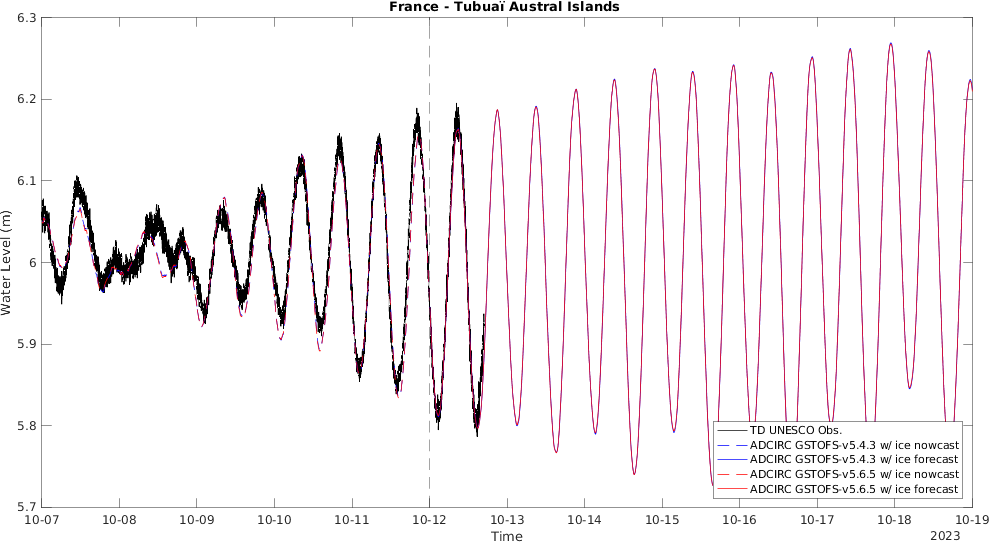 France - Tubuaï Austral Islands
6.3
6.2
6.1
6
5.9
5.8
5.7
Water Level (m)
TD UNESCO Obs.
ADCIRC GSTOFS-v5.4.3 w/ ice nowcast
ADCIRC GSTOFS-v5.4.3 w/ ice forecast
ADCIRC GSTOFS-v5.6.5 w/ ice nowcast
ADCIRC GSTOFS-v5.6.5 w/ ice forecast
10-07 10-08 10-09 10-10 10-11 10-12 10-13 10-14 10-15 10-16 10-17 10-18 10-19
Time
2023